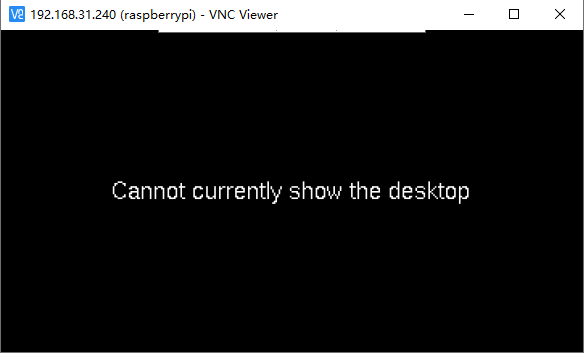 192.168.31.240 (raspberrypi) - VNC Viewer
Cannot currently show the desktop